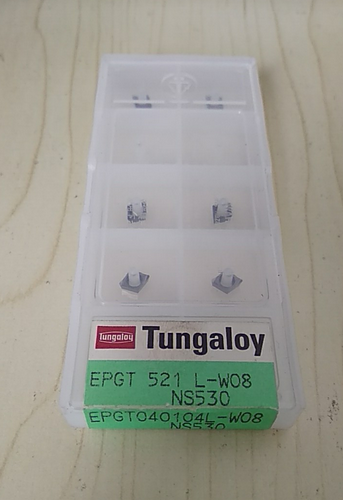 Tungaloy Tungaloy
EPGT 521 L-W08
NS530
EPGT040104L-W08
NS530